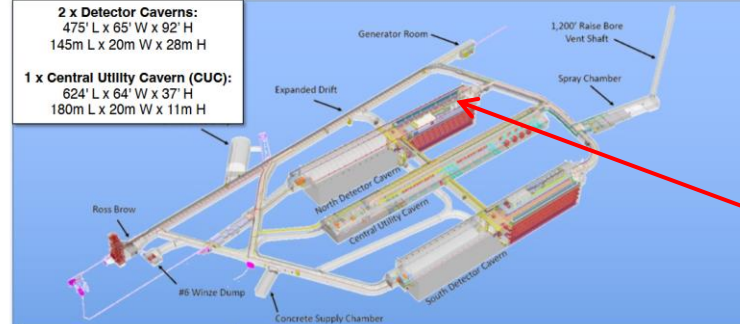 2 x Detector Caverns:
475' L x 65' W x 92' H
145m L x 20m W x 28m H
1 x Central Utility Cavern (CUC):
624' L x 64' W x 37' H
180m L x 20m W x 11m H
Generator Room
1,200' Raise Bore
Vent Shaft
Spray Chamber
Expanded Drift
North Detector Cavern
Central Utility Cavern
South Detector Cavern
Ross Brow
#6 Winze Dump
Concrete Supply Chamber